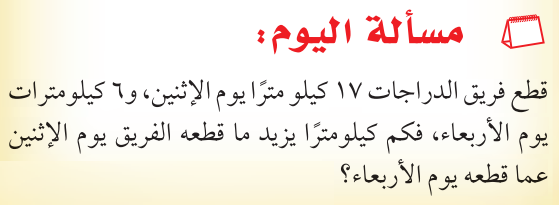 مسألة اليوم:
قطع فريق الدراجات ١٧ كيلو مترًا يوم الإثنين، و٦ كيلومترات
يوم الأربعاء، فكم كيلومترًا يزيد ما قطعه الفريق يوم الإثنين
عما قطعه يوم الأربعاء؟